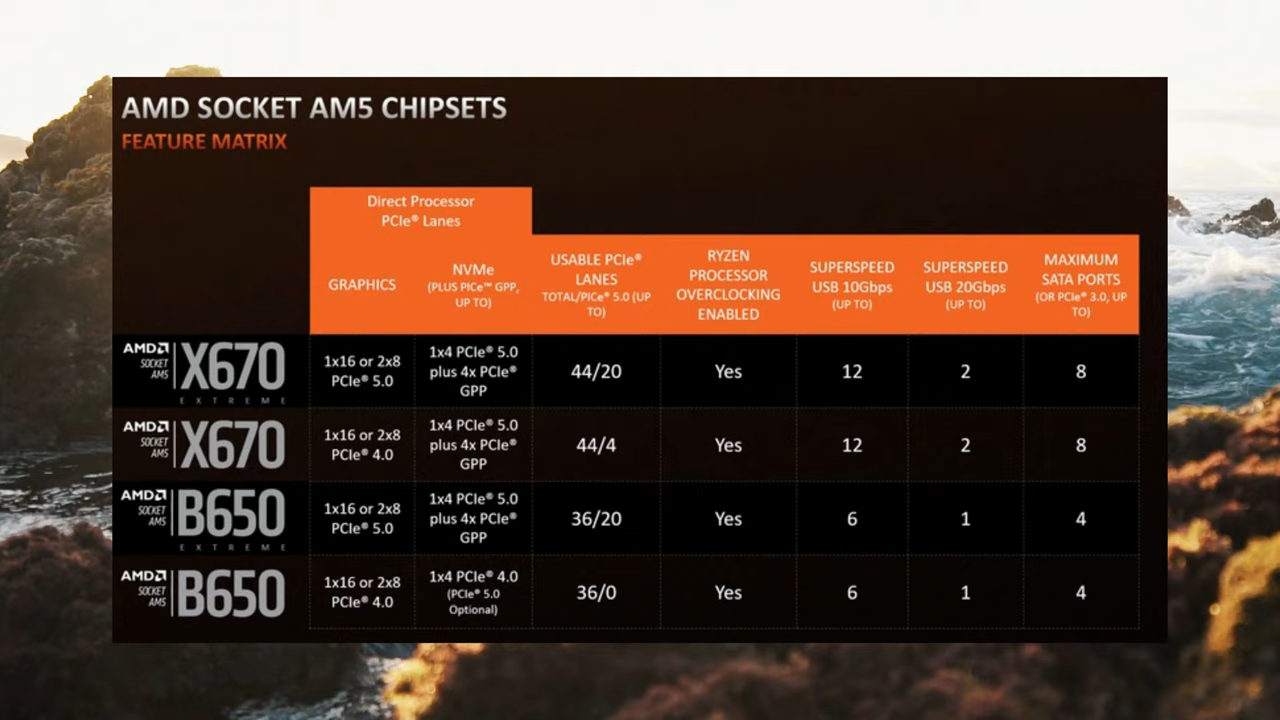 AMD SOCKET AM5 CHIPSETS
FEATURE MATRIX
Direct Processor
PCIe® Lanes
GRAPHICS
NVMe
(PLUS PICe™ GPP,
UP TO)
USABLE PCIe®
LANES
TOTAL/PICe® 5.0 (UP
TO)
RYZEN
PROCESSOR
OVERCLOCKING
ENABLED
SUPERSPEED
USB 10Gbps
(UP TO)
SUPERSPEED
USB 20Gbps
(UP TO)
MAXIMUM
SATA PORTS
(OR PCIe® 3.0, UP
TO)
AMD
SOCKET
AM5
X670
EXTREME
1x16 or 2x8
PCIe® 5.0
1x4 PCIe® 5.0
plus 4x PCIe®
GPP
44/20
Yes
12
2
8
AMD
SOCKET
AM5
X670
1x16 or 2x8
PCIe® 4.0
1x4 PCIe® 5.0
plus 4x PCIe®
GPP
44/4
Yes
12
2
8
AMD
SOCKET
AM5
B650
EXTREME
1x16 or 2x8
PCIe® 5.0
1x4 PCIe® 5.0
plus 4x PCIe®
GPP
36/20
Yes
6
1
4
AMD
SOCKET
AM5
B650
1x16 or 2x8
PCIe® 4.0
1x4 PCIe® 4.0
(PCIe® 5.0
Optional)
36/0
Yes
6
1
4